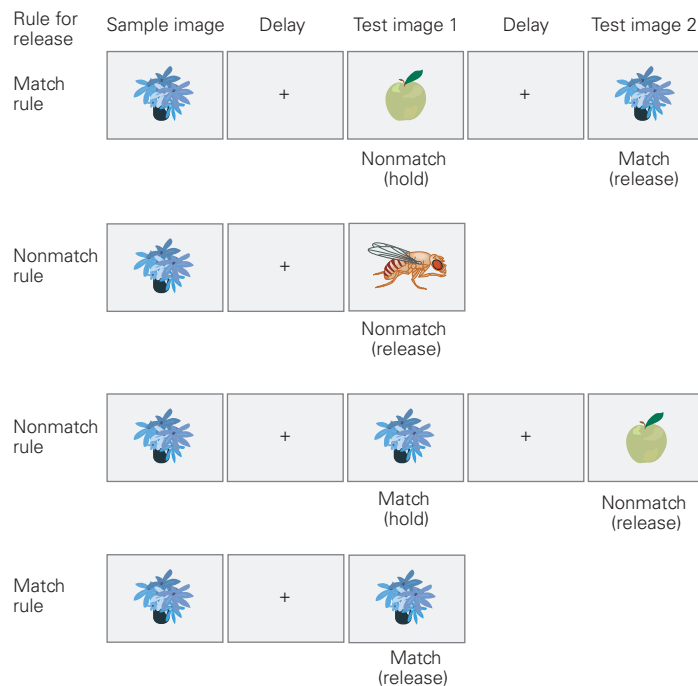 Rule for
release
Sample image
Delay
Test image 1
Delay
Test image 2
Match
rule
+
+
Nonmatch
(hold)
Match
(release)
Nonmatch
rule
+
Nonmatch
(release)
Nonmatch
rule
+
+
Match
(hold)
Nonmatch
(release)
Match
rule
+
Match
(release)